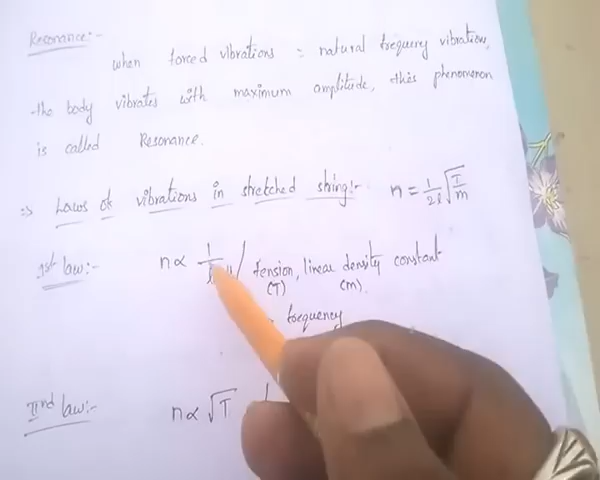 Resonance:-
when forced vibrations = natural frequency vibration,
the body vibrates with maximum amplitude, this phenomenon
is called Resonance.
=> Laws of vibrations in stretched string:- n = 1/2l √T/m
Ist law:- n ∝ 1/l / tension, linear density constant
(T) (m).
frequency
IInd law:- n ∝ √T